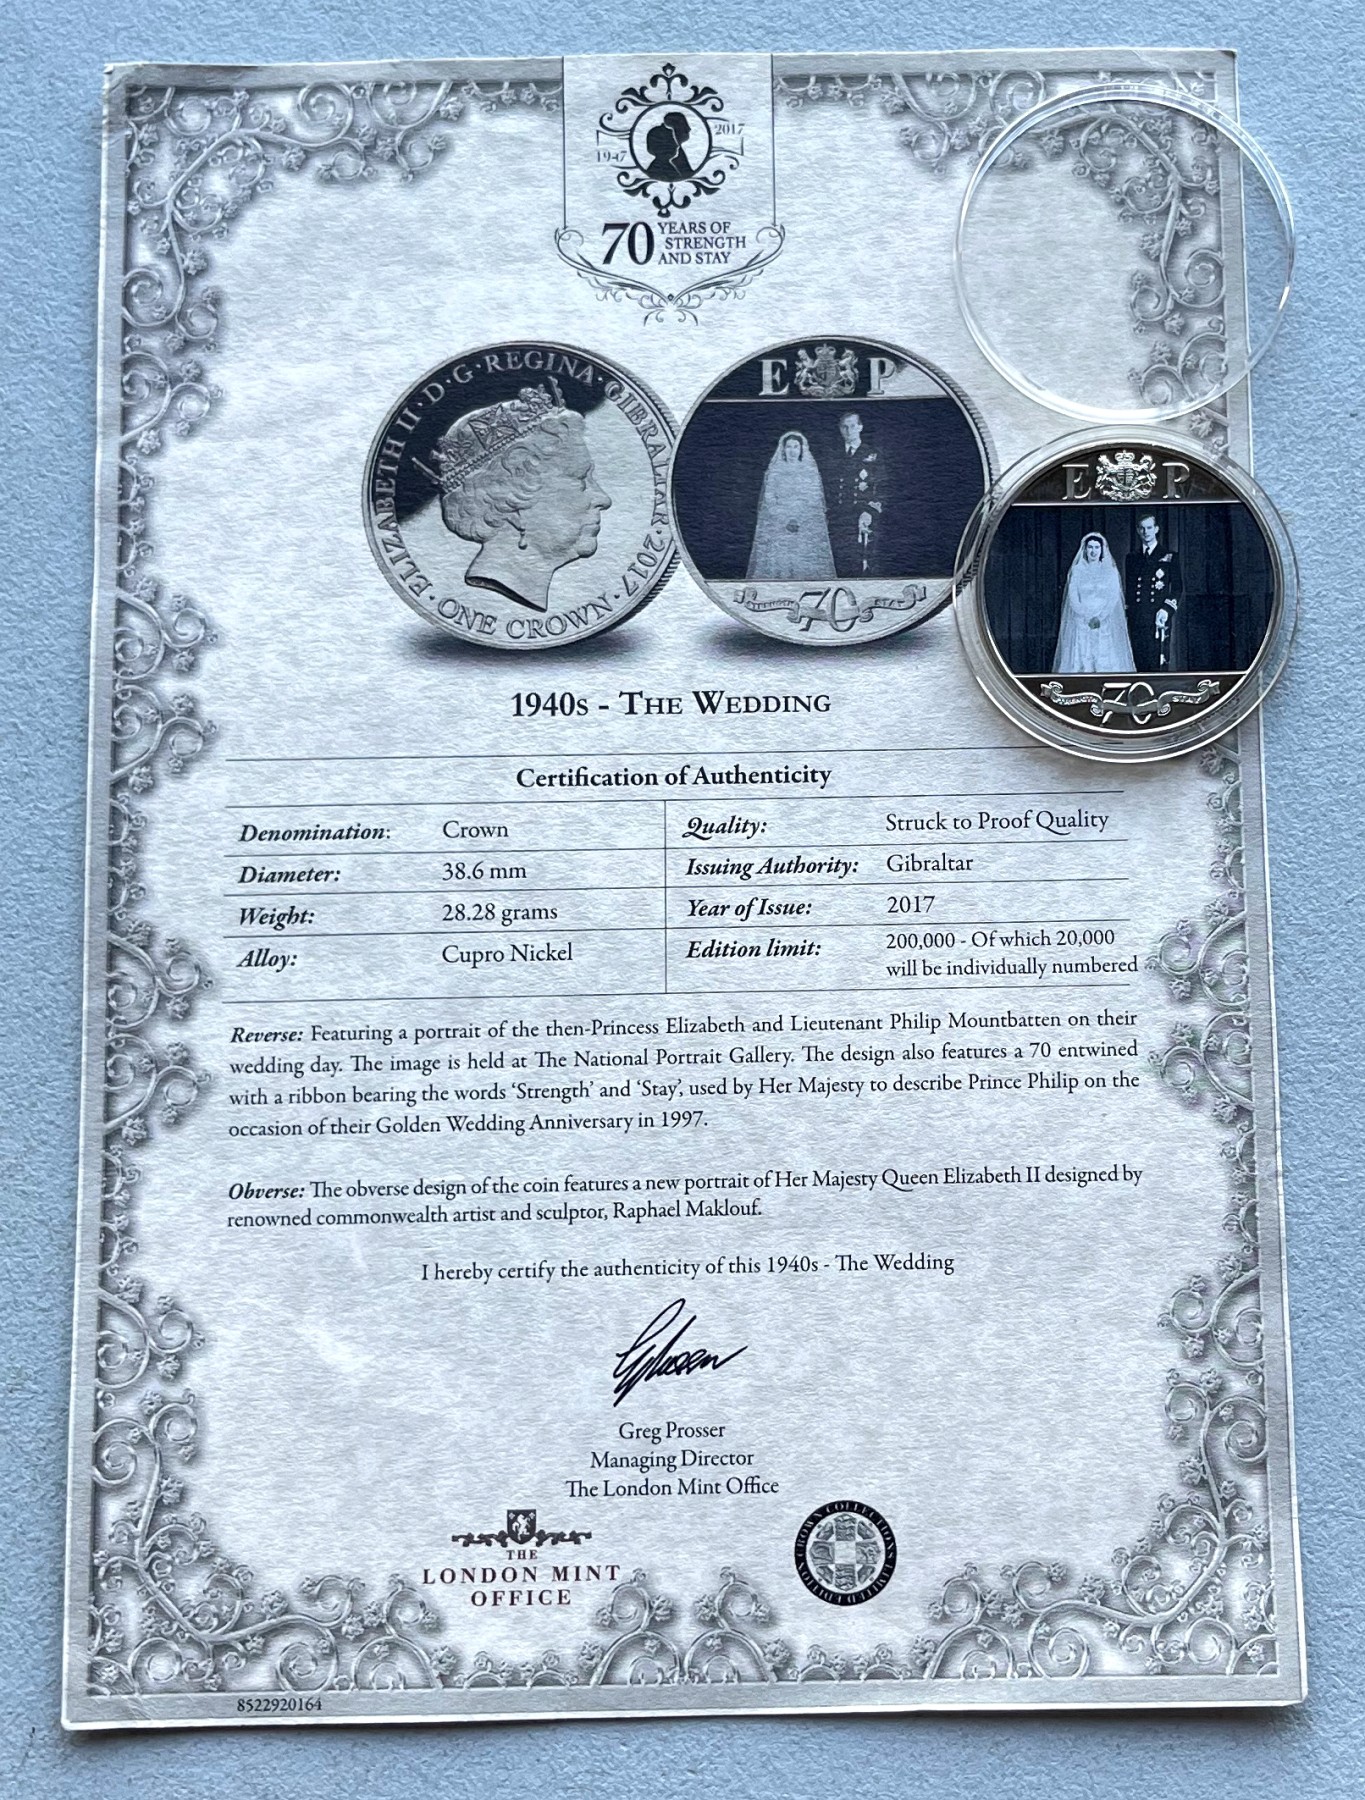 1947 2017
70 YEARS OF
STRENGTH
AND STAY
ELIZABETH II · D · G · REGINA · GIBRALTAR · 2017
· ONE CROWN ·
E P
STRENGTH 70 STAY
E P
STRENGTH 70 STAY
1940s - The Wedding
Certification of Authenticity
Denomination: Crown Quality: Struck to Proof Quality
Diameter: 38.6 mm Issuing Authority: Gibraltar
Weight: 28.28 grams Year of Issue: 2017
Alloy: Cupro Nickel Edition limit: 200,000 - Of which 20,000
will be individually numbered
Reverse: Featuring a portrait of the then-Princess Elizabeth and Lieutenant Philip Mountbatten on their
wedding day. The image is held at The National Portrait Gallery. The design also features a 70 entwined
with a ribbon bearing the words ‘Strength’ and ‘Stay’, used by Her Majesty to describe Prince Philip on the
occasion of their Golden Wedding Anniversary in 1997.
Obverse: The obverse design of the coin features a new portrait of Her Majesty Queen Elizabeth II designed by
renowned commonwealth artist and sculptor, Raphael Maklouf.
I hereby certify the authenticity of this 1940s - The Wedding
Greg Prosser
Managing Director
The London Mint Office
THE
LONDON MINT
OFFICE
CROWN COLLECTIONS LIMITED
8522920164